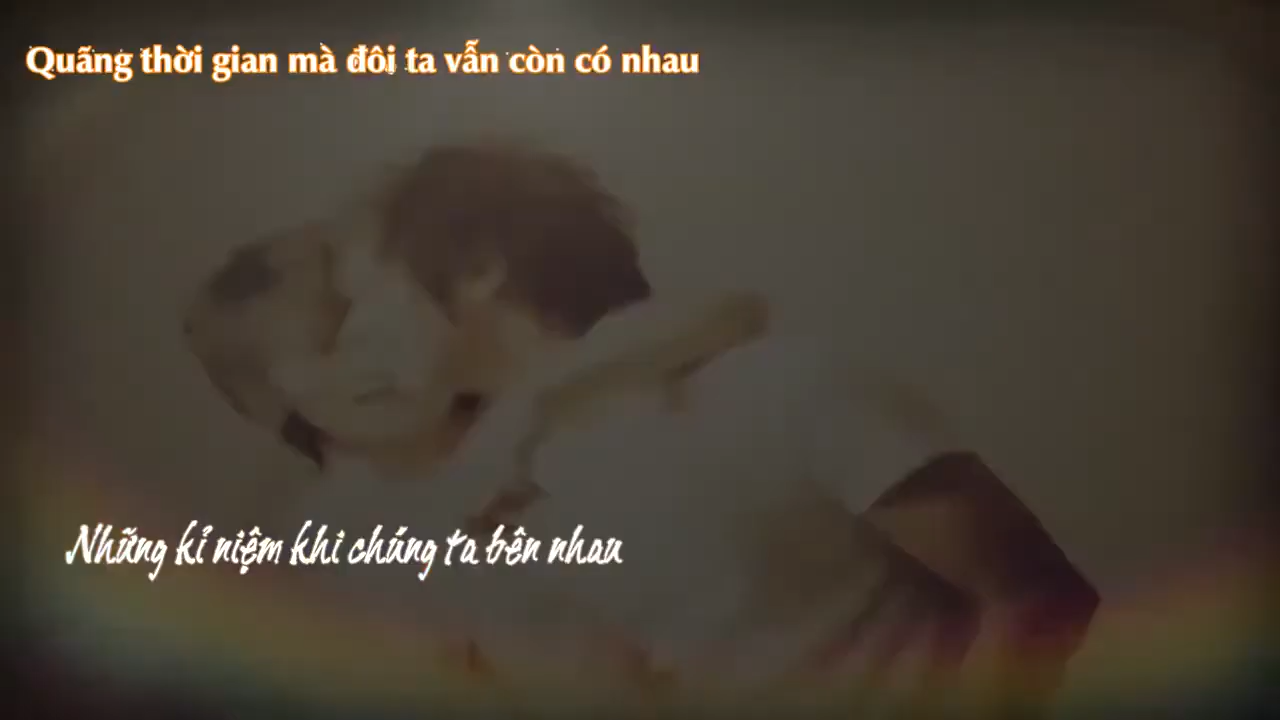 Quãng thời gian mà đôi ta vẫn còn có nhau
Những kỉ niệm khi chúng ta bên nhau